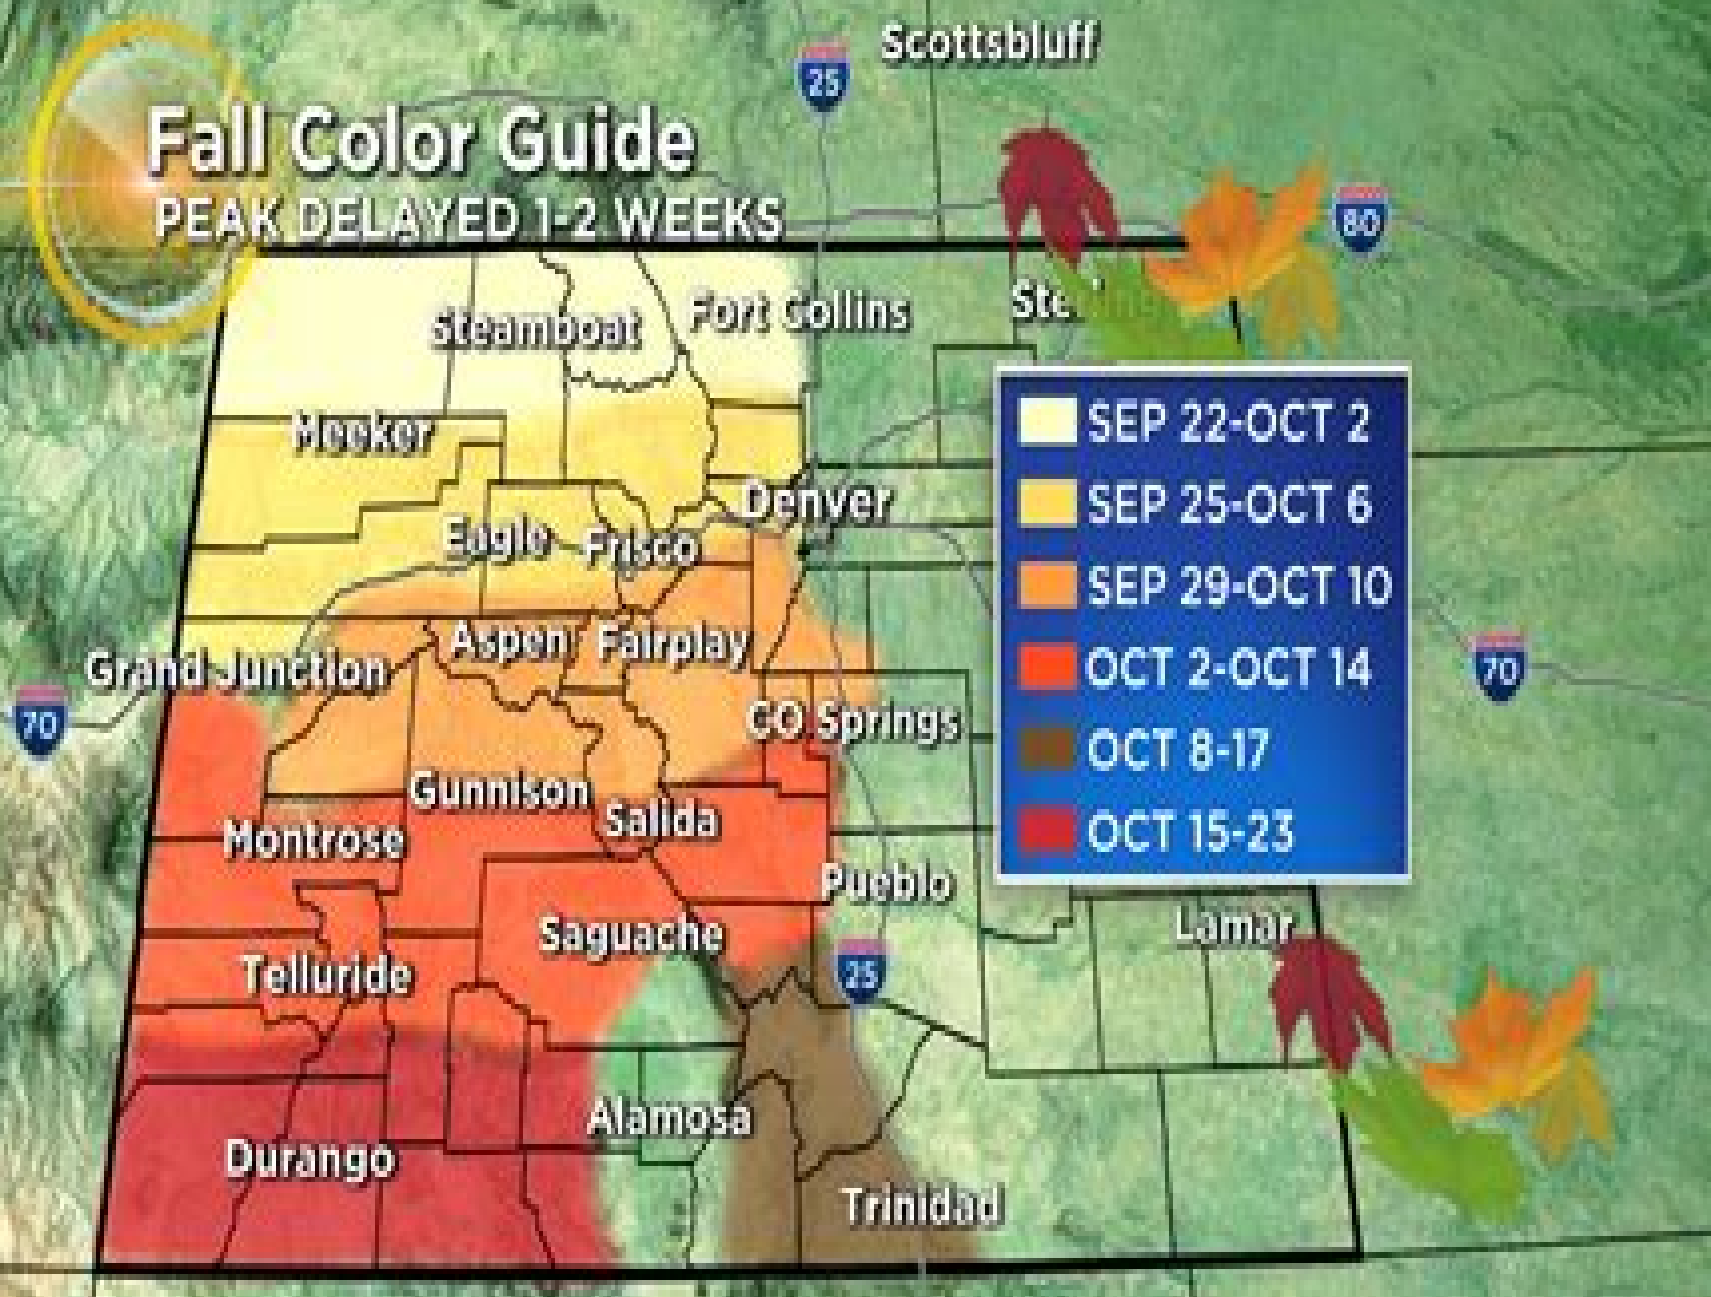 Scottsbluff
25
Fall Color Guide
PEAK DELAYED 1-2 WEEKS
80
Steamboat
Fort Collins
Meeker
SEP 22-OCT 2
SEP 25-OCT 6
SEP 29-OCT 10
OCT 2-OCT 14
OCT 8-17
OCT 15-23
Denver
Eagle
Frisco
Aspen
Fairplay
Grand Junction
70
70
CO Springs
Gunnison
Salida
Montrose
Pueblo
Saguache
Lamar
Telluride
25
Alamosa
Durango
Trinidad